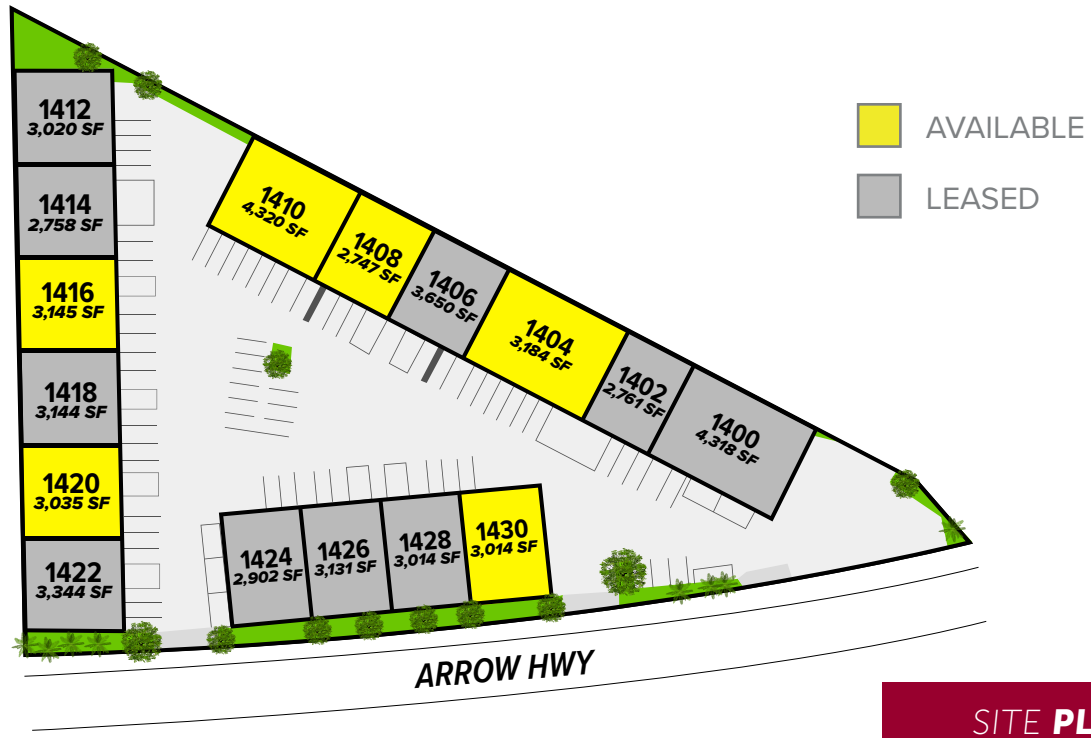 1412
3,020 SF
1414
2,758 SF
1416
3,145 SF
1418
3,144 SF
1420
3,035 SF
1422
3,344 SF
1410
4,320 SF
1408
2,747 SF
1406
3,650 SF
1404
3,184 SF
1402
2,761 SF
1400
4,318 SF
1424
2,902 SF
1426
3,131 SF
1428
3,014 SF
1430
3,014 SF
AVAILABLE
LEASED
ARROW HWY
SITE PL